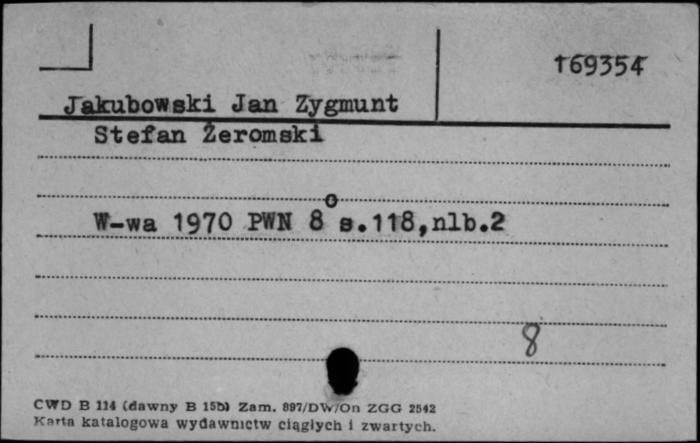 169354
Jakubowski Jan Zygmunt
Stefan Żeromski
W-wa 1970 PWN 8° s.118,nlb.2
8
CWD B 114 (dawny B 15b) Zam. 897/DW/On ZGG 2542
Karta katalogowa wydawnictw ciągłych i zwartych.